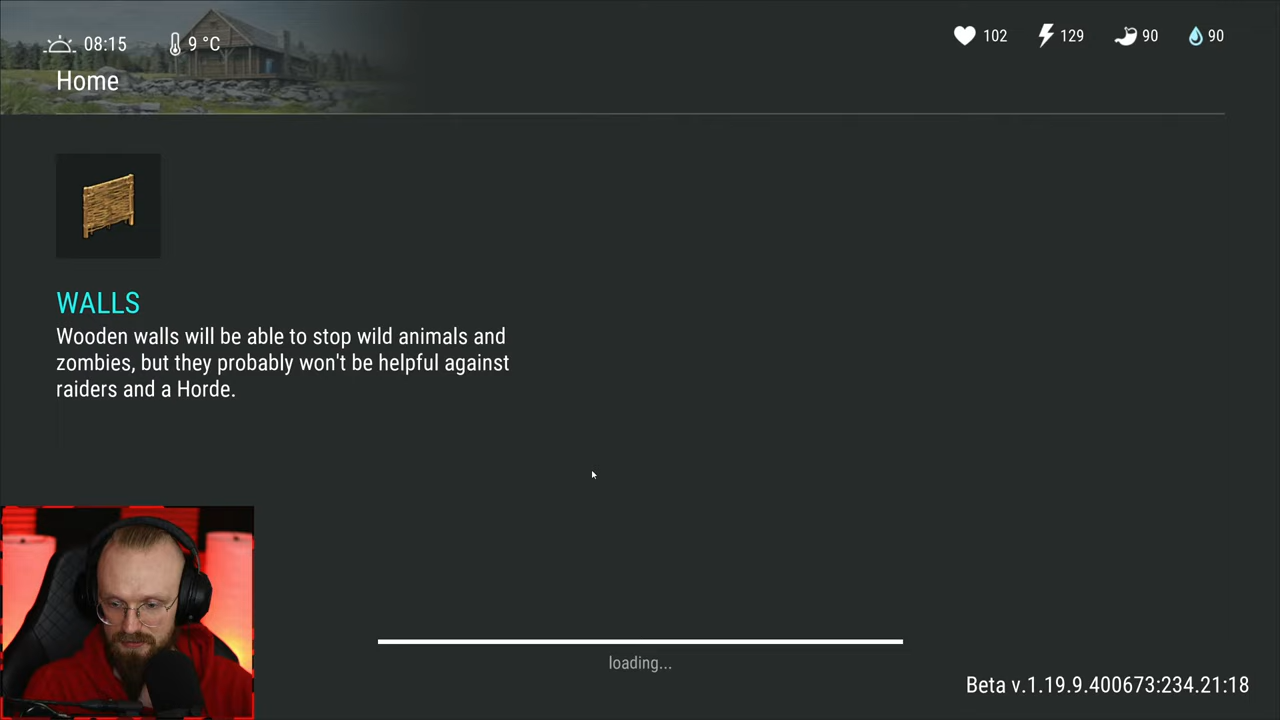 08:15
9 °C
102
129
90
90
Home
WALLS
Wooden walls will be able to stop wild animals and
zombies, but they probably won't be helpful against
raiders and a Horde.
loading...
Beta v.1.19.9.400673:234.21:18